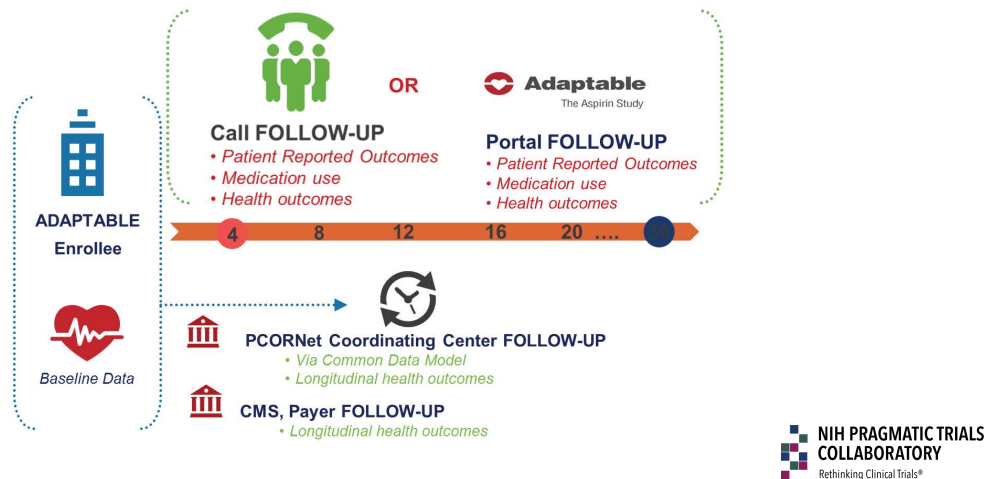 OR
Adaptable
The Aspirin Study
Call FOLLOW-UP
• Patient Reported Outcomes
• Medication use
• Health outcomes
Portal FOLLOW-UP
• Patient Reported Outcomes
• Medication use
• Health outcomes
ADAPTABLE
Enrollee
4 8 12 16 20 .... 30
Baseline Data
PCORNet Coordinating Center FOLLOW-UP
• Via Common Data Model
• Longitudinal health outcomes
CMS, Payer FOLLOW-UP
• Longitudinal health outcomes
NIH PRAGMATIC TRIALS
COLLABORATORY
Rethinking Clinical Trials®